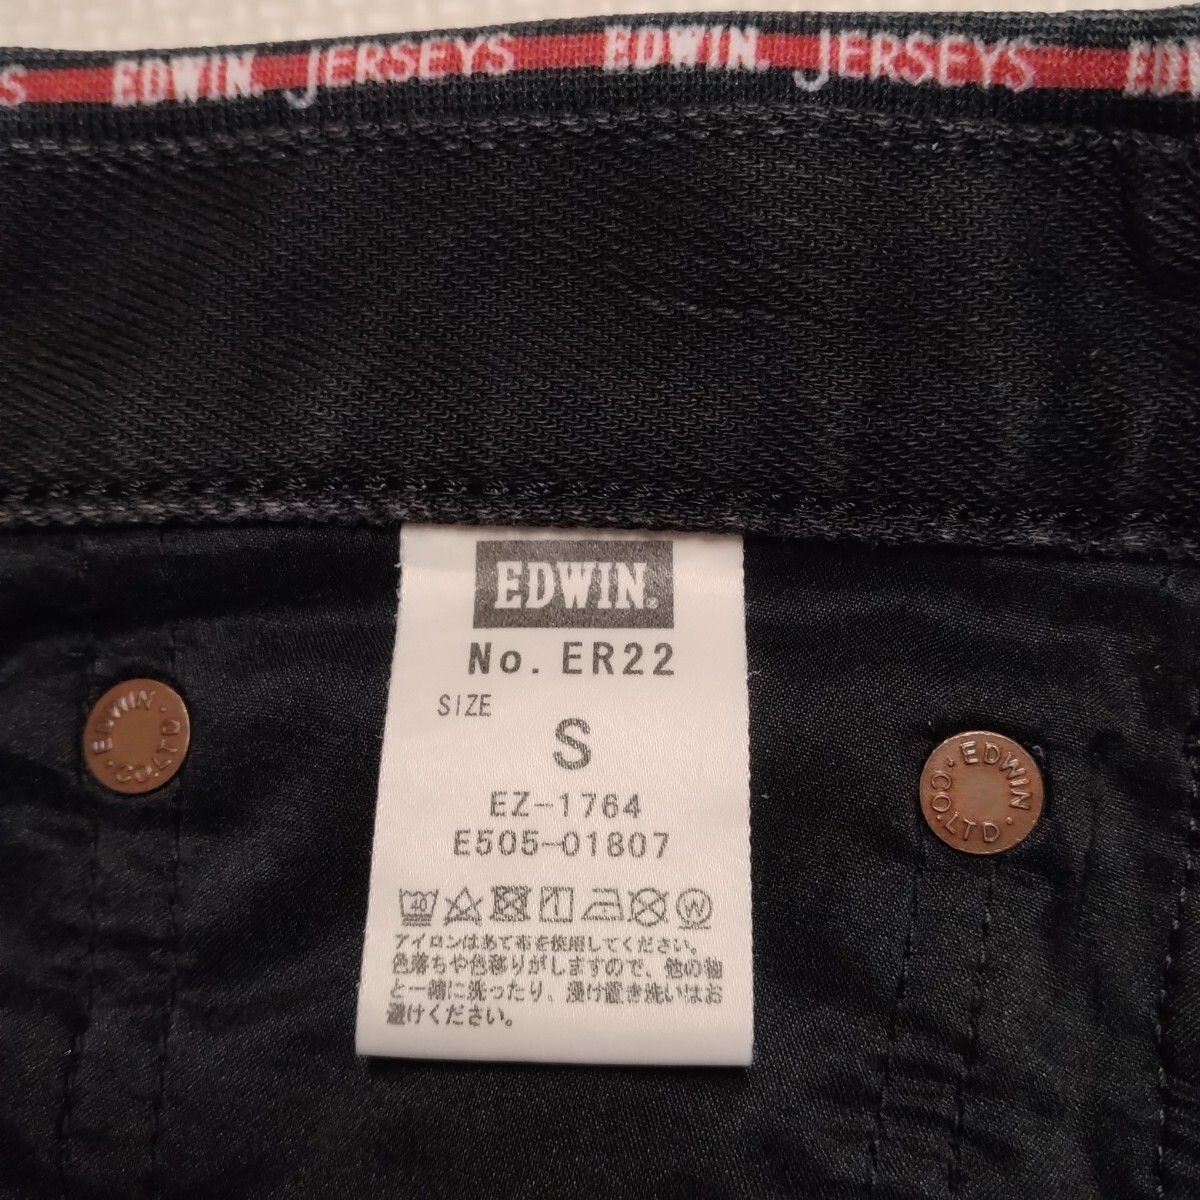 S EDWIN. JERSEYS EDWIN. JERSEYS EDW
EDWIN.
No. ER22
SIZE
S
EZ-1764
E505-01807
40
W
アイロンはあて布を使用してください。
色落ちや色移りがしますので、他の物
と一緒に洗ったり、浸け置き洗いはお
避けください。
EDWIN. CO.LTD.
EDWIN. CO.LTD.